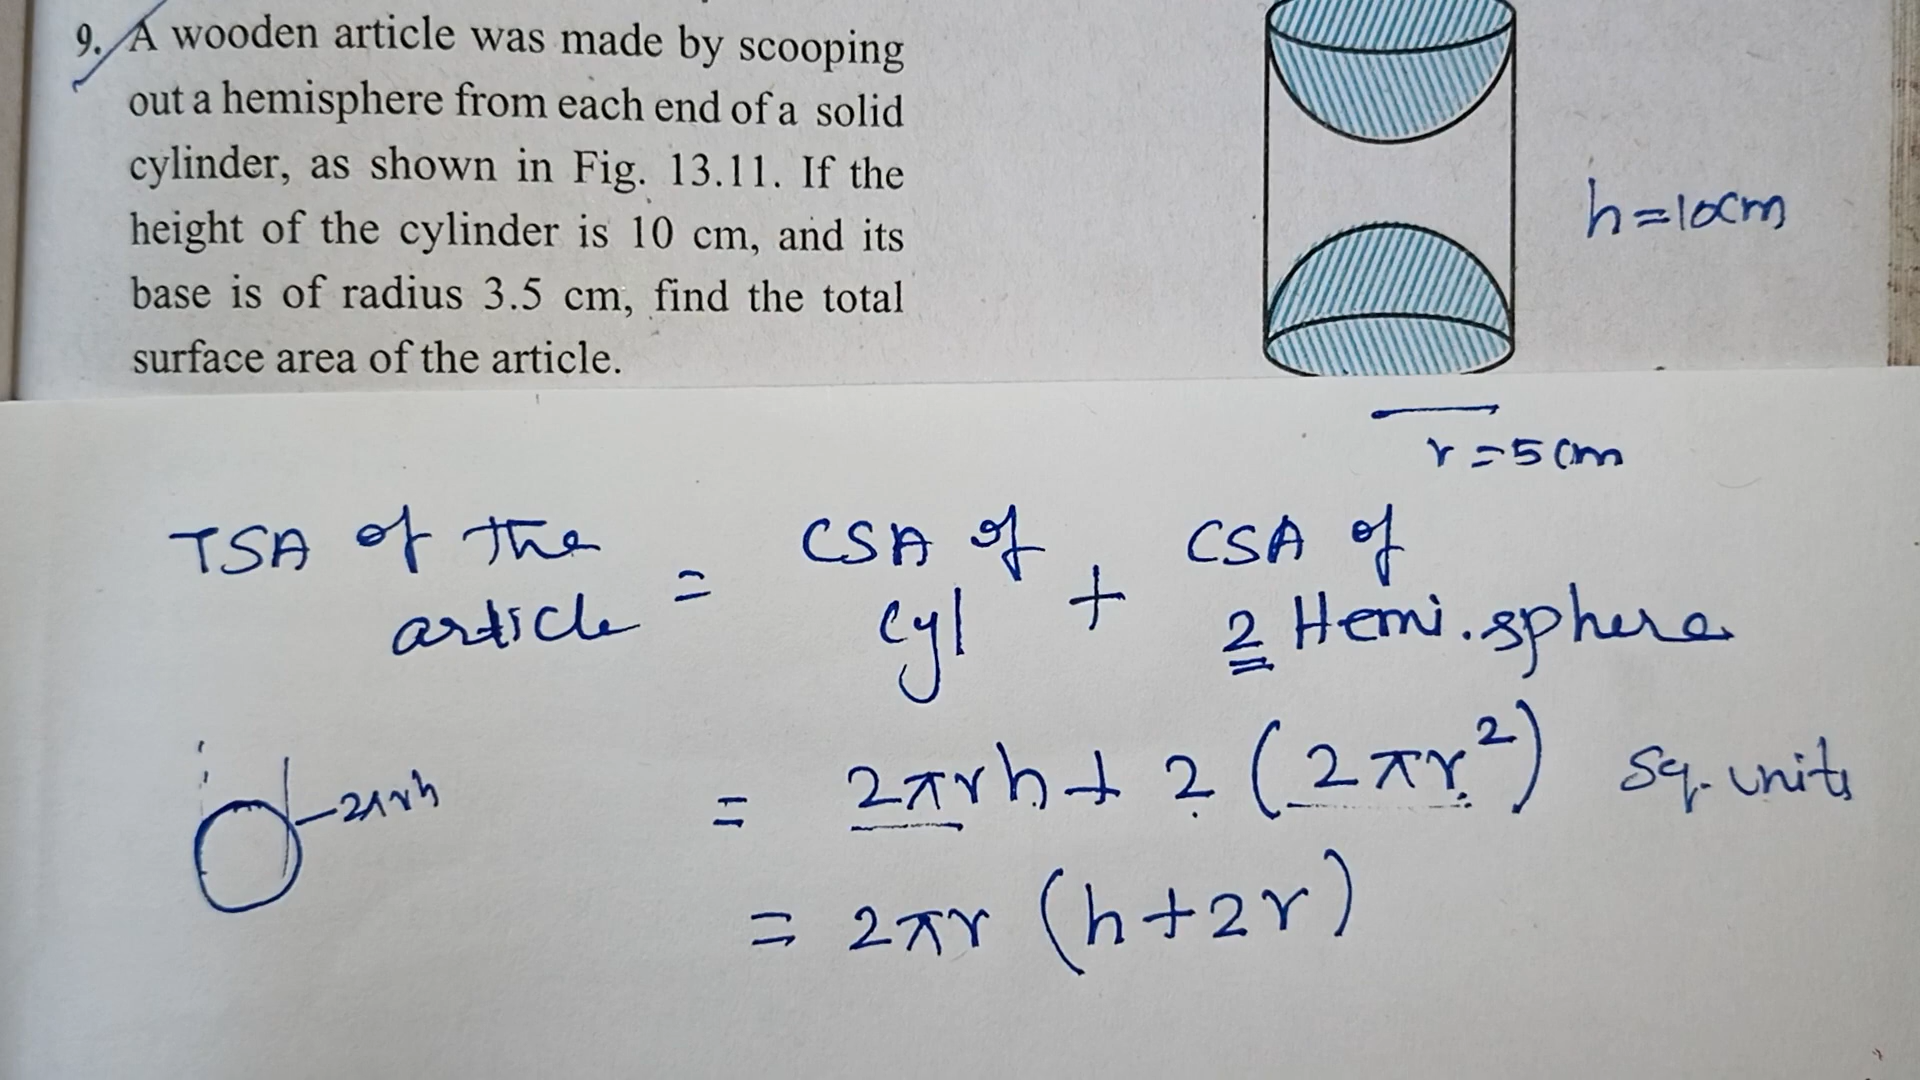 9. A wooden article was made by scooping
out a hemisphere from each end of a solid
cylinder, as shown in Fig. 13.11. If the
height of the cylinder is 10 cm, and its
base is of radius 3.5 cm, find the total
surface area of the article.
h=10cm
r=5cm
TSA of the article = CSA of cyl + CSA of 2 Hemi.sphere
2πrh
= 2πrh + 2 (2πr²) sq. units
= 2πr (h+2r)